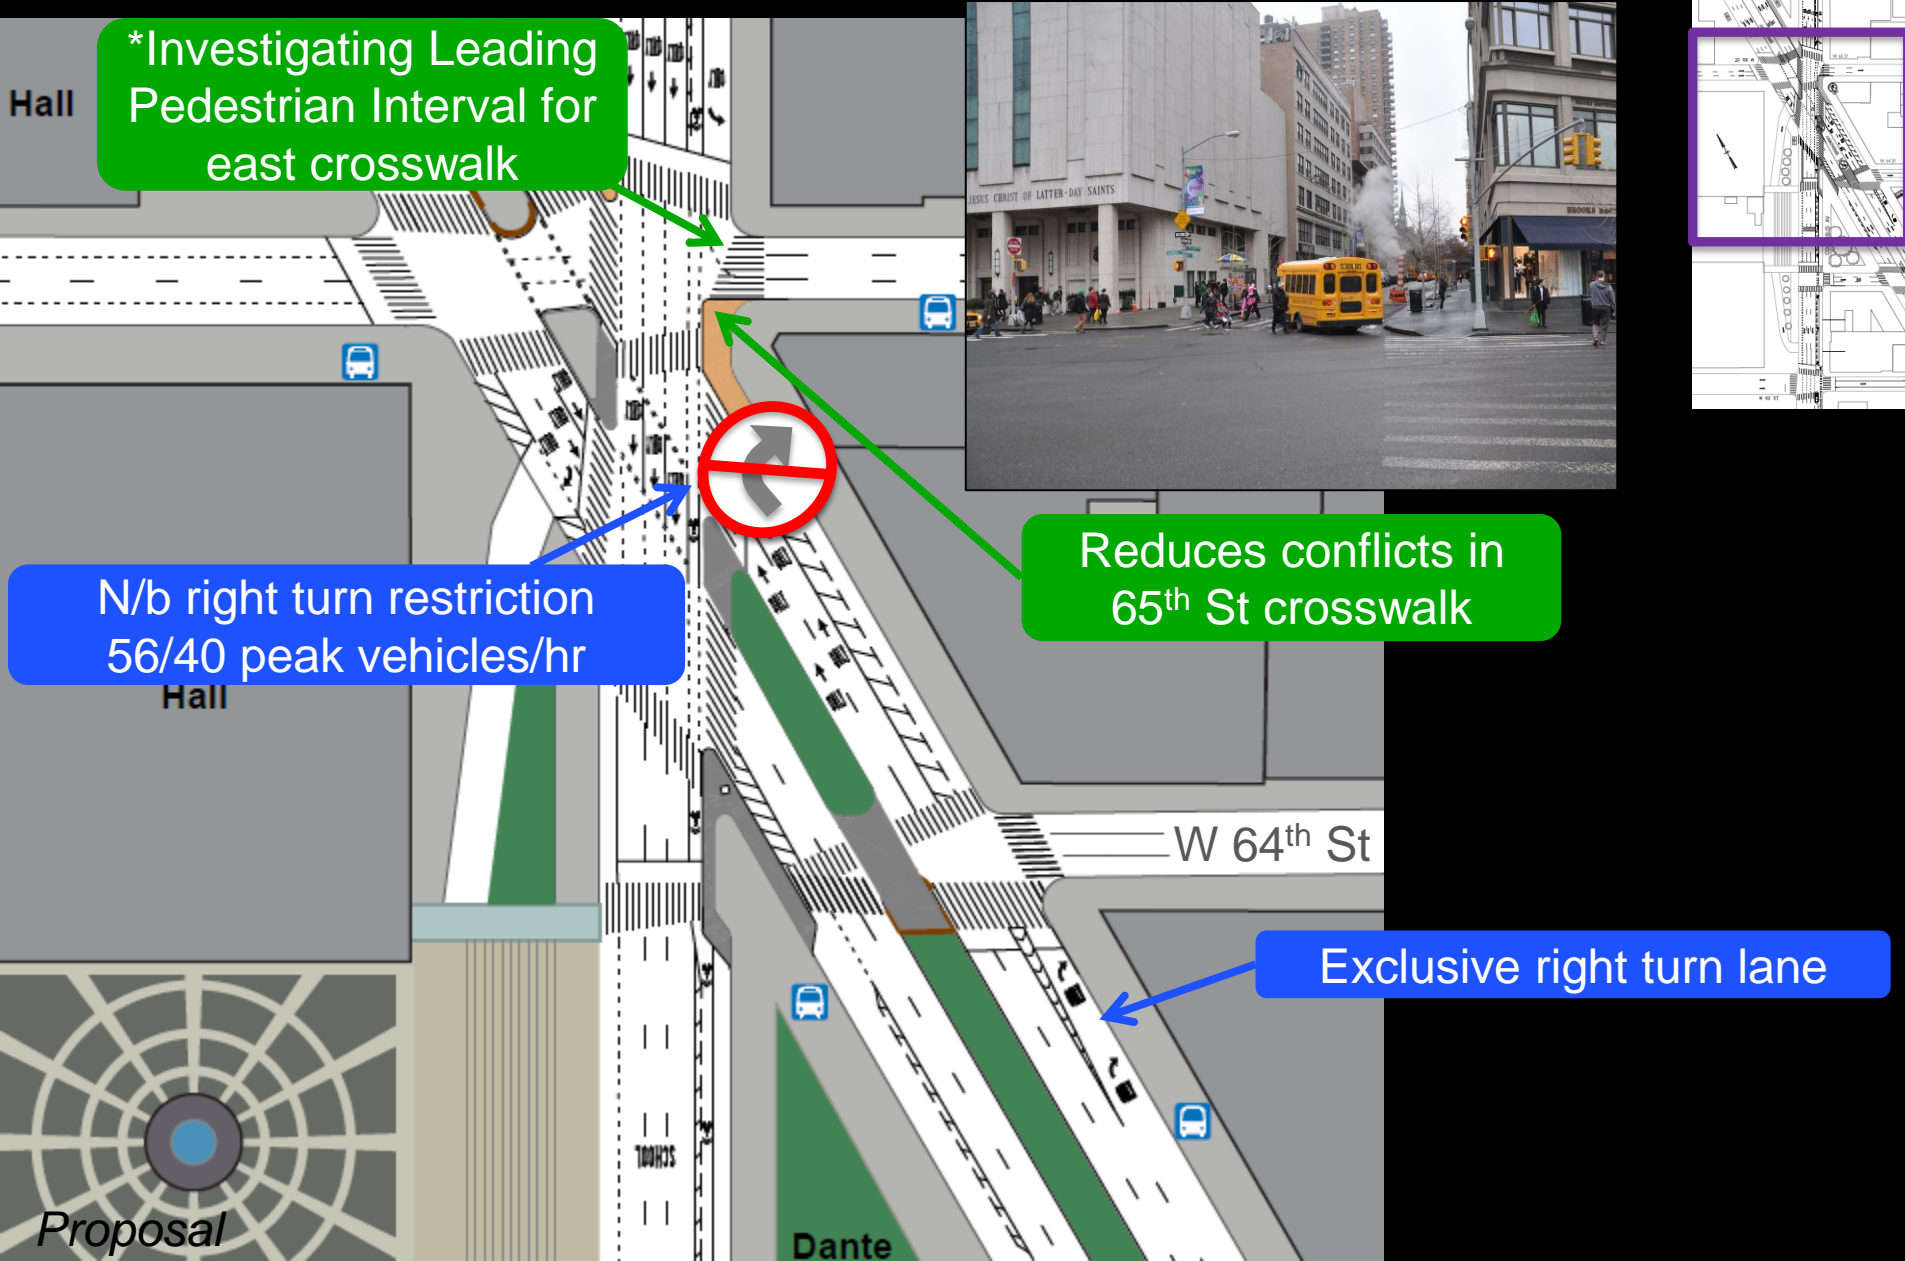 *Investigating Leading
Pedestrian Interval for
east crosswalk
Hall
JESUS CHRIST OF LATTER-DAY SAINTS
N/b right turn restriction
56/40 peak vehicles/hr
Hall
Reduces conflicts in
65th St crosswalk
W 64th St
Exclusive right turn lane
SCHOOL
Proposal
Dante